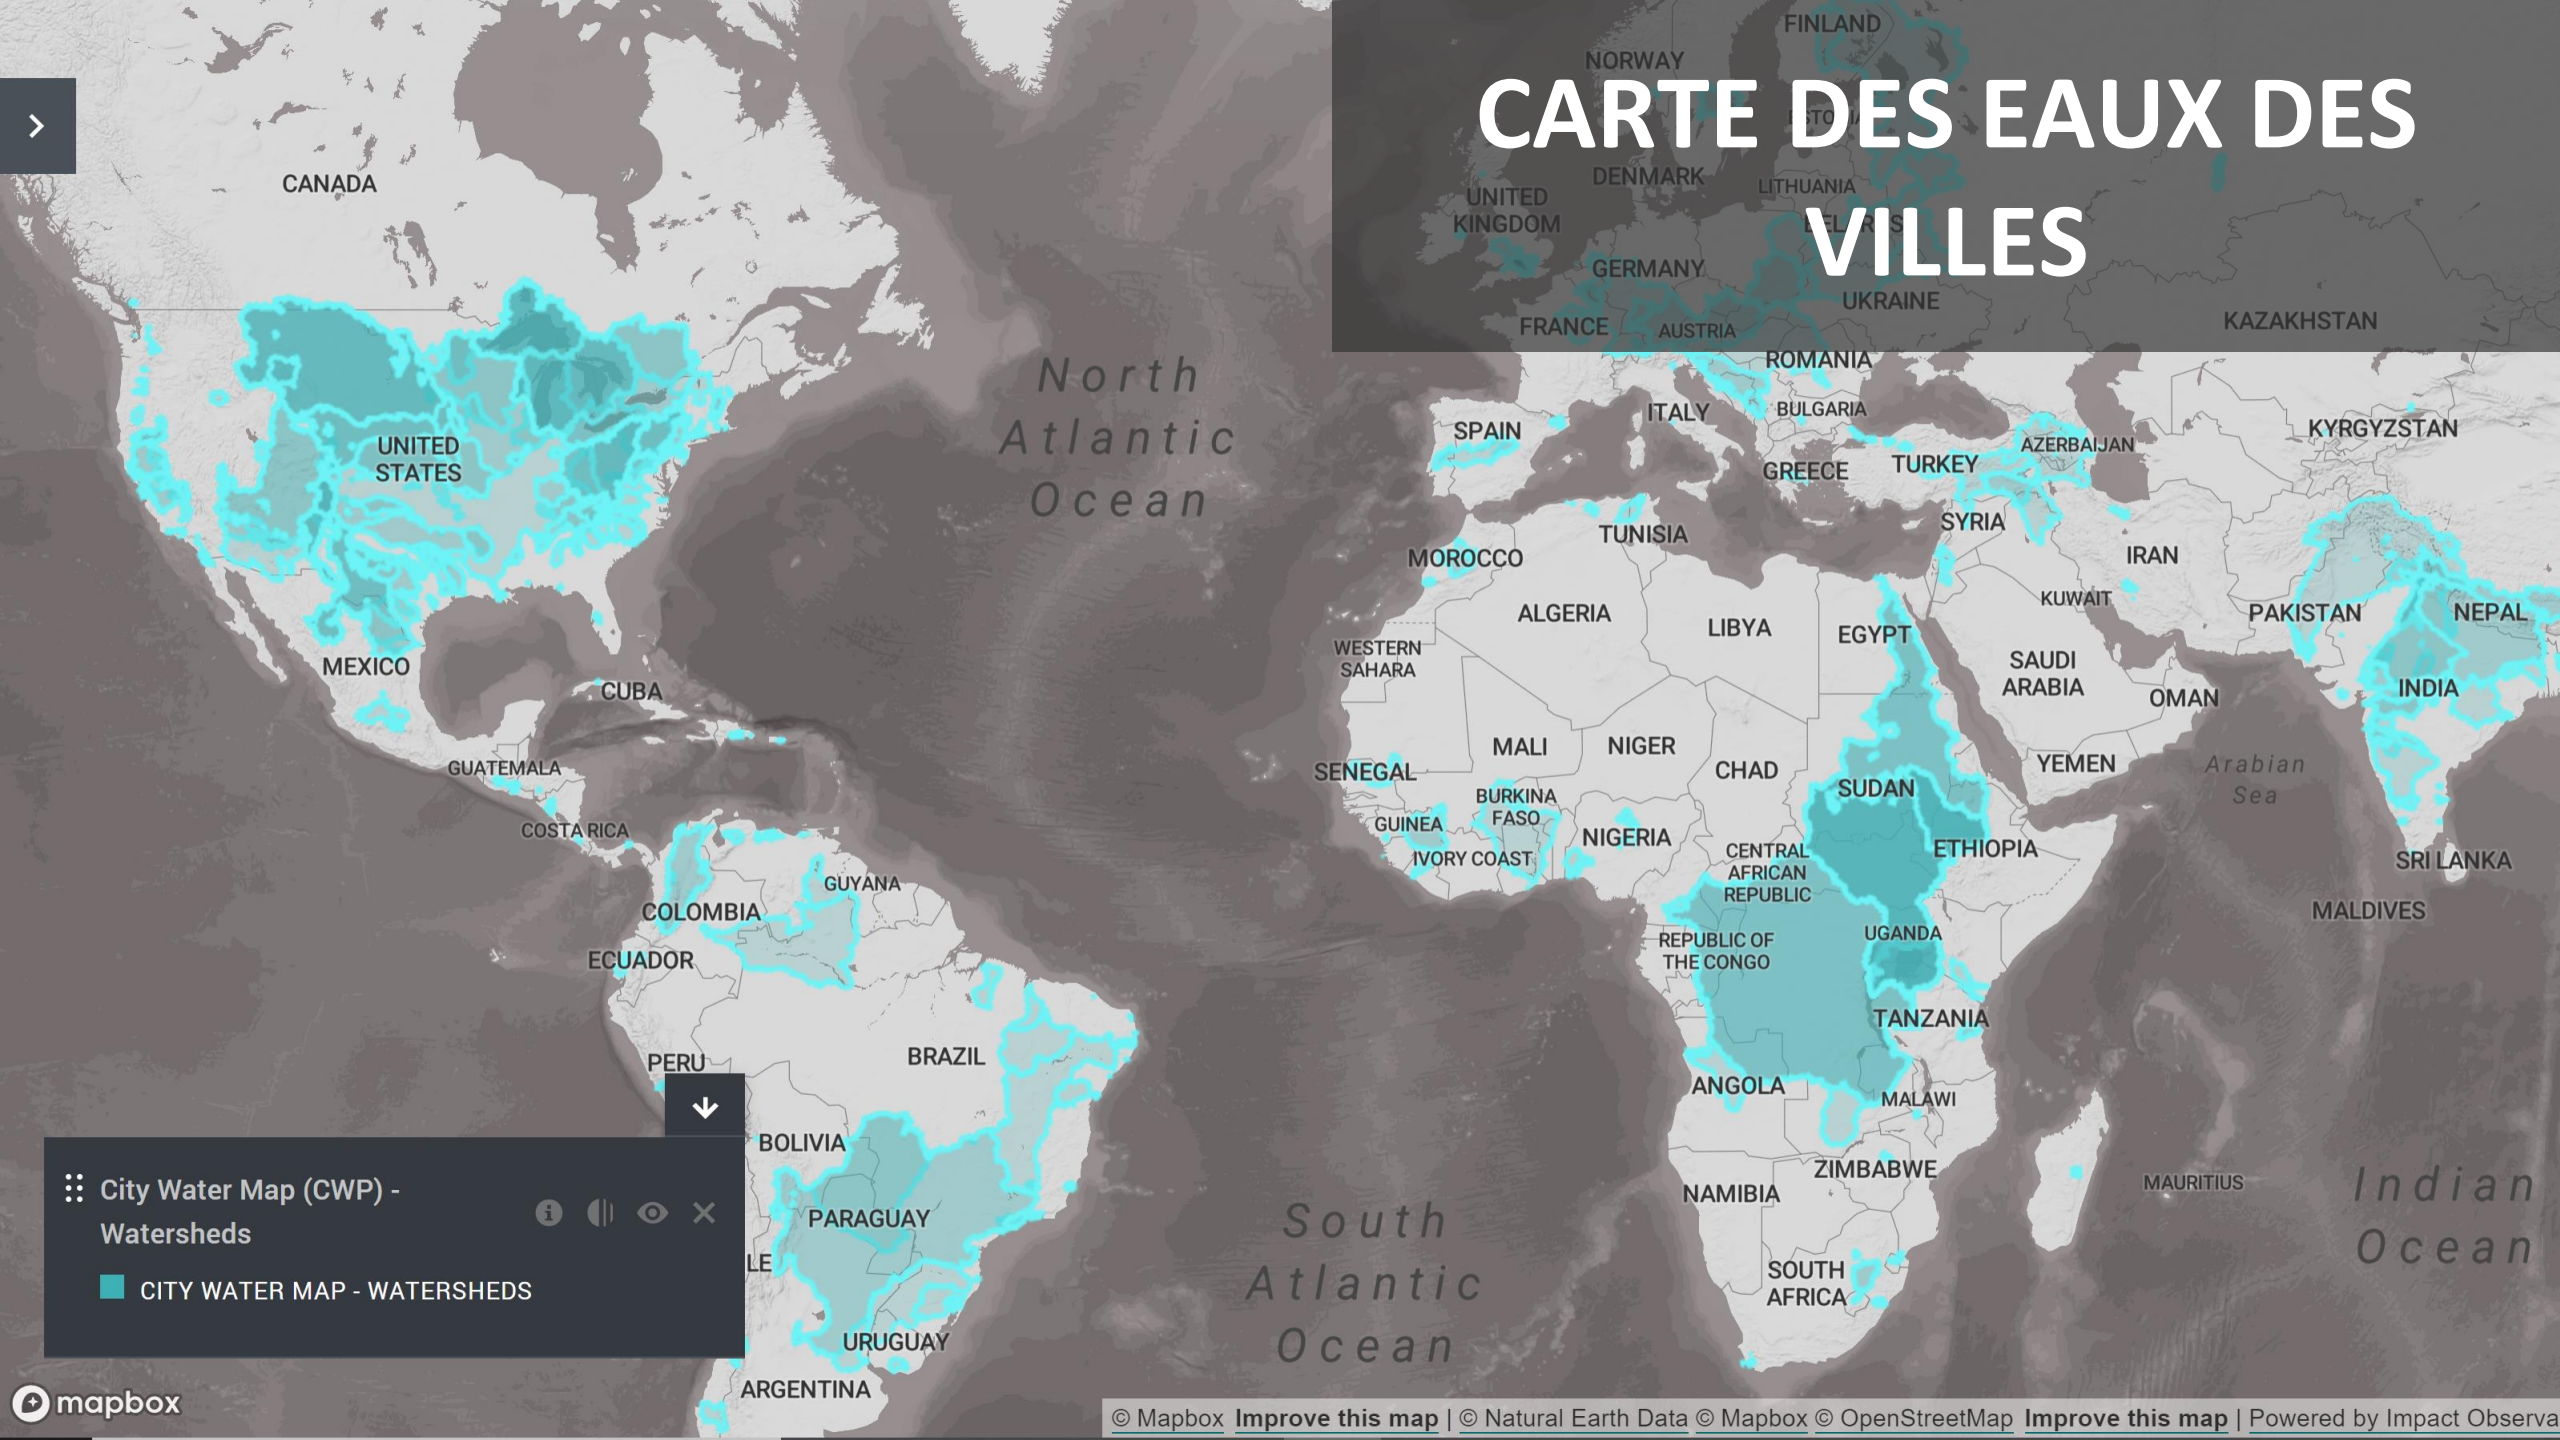 CARTE DES EAUX DES
VILLES
FINLAND
NORWAY
ESTONIA
DENMARK
LITHUANIA
UNITED
KINGDOM
BELARUS
GERMANY
UKRAINE
FRANCE
AUSTRIA
KAZAKHSTAN
ROMANIA
CANADA
North
Atlantic
Ocean
ITALY
BULGARIA
SPAIN
KYRGYZSTAN
AZERBAIJAN
UNITED
STATES
GREECE
TURKEY
SYRIA
TUNISIA
MOROCCO
IRAN
KUWAIT
ALGERIA
PAKISTAN
NEPAL
LIBYA
EGYPT
WESTERN
SAHARA
MEXICO
SAUDI
ARABIA
CUBA
INDIA
OMAN
MALI
NIGER
GUATEMALA
SENEGAL
CHAD
YEMEN
Arabian
Sea
SUDAN
BURKINA
FASO
GUINEA
COSTA RICA
NIGERIA
IVORY COAST
CENTRAL
AFRICAN
REPUBLIC
ETHIOPIA
SRI LANKA
GUYANA
COLOMBIA
MALDIVES
UGANDA
REPUBLIC OF
THE CONGO
ECUADOR
TANZANIA
BRAZIL
PERU
ANGOLA
MALAWI
BOLIVIA
ZIMBABWE
NAMIBIA
MAURITIUS
Indian
Ocean
PARAGUAY
South
Atlantic
Ocean
LE
SOUTH
AFRICA
URUGUAY
ARGENTINA
City Water Map (CWP) -
Watersheds
CITY WATER MAP - WATERSHEDS
mapbox
© Mapbox Improve this map | © Natural Earth Data © Mapbox © OpenStreetMap Improve this map | Powered by Impact Observa